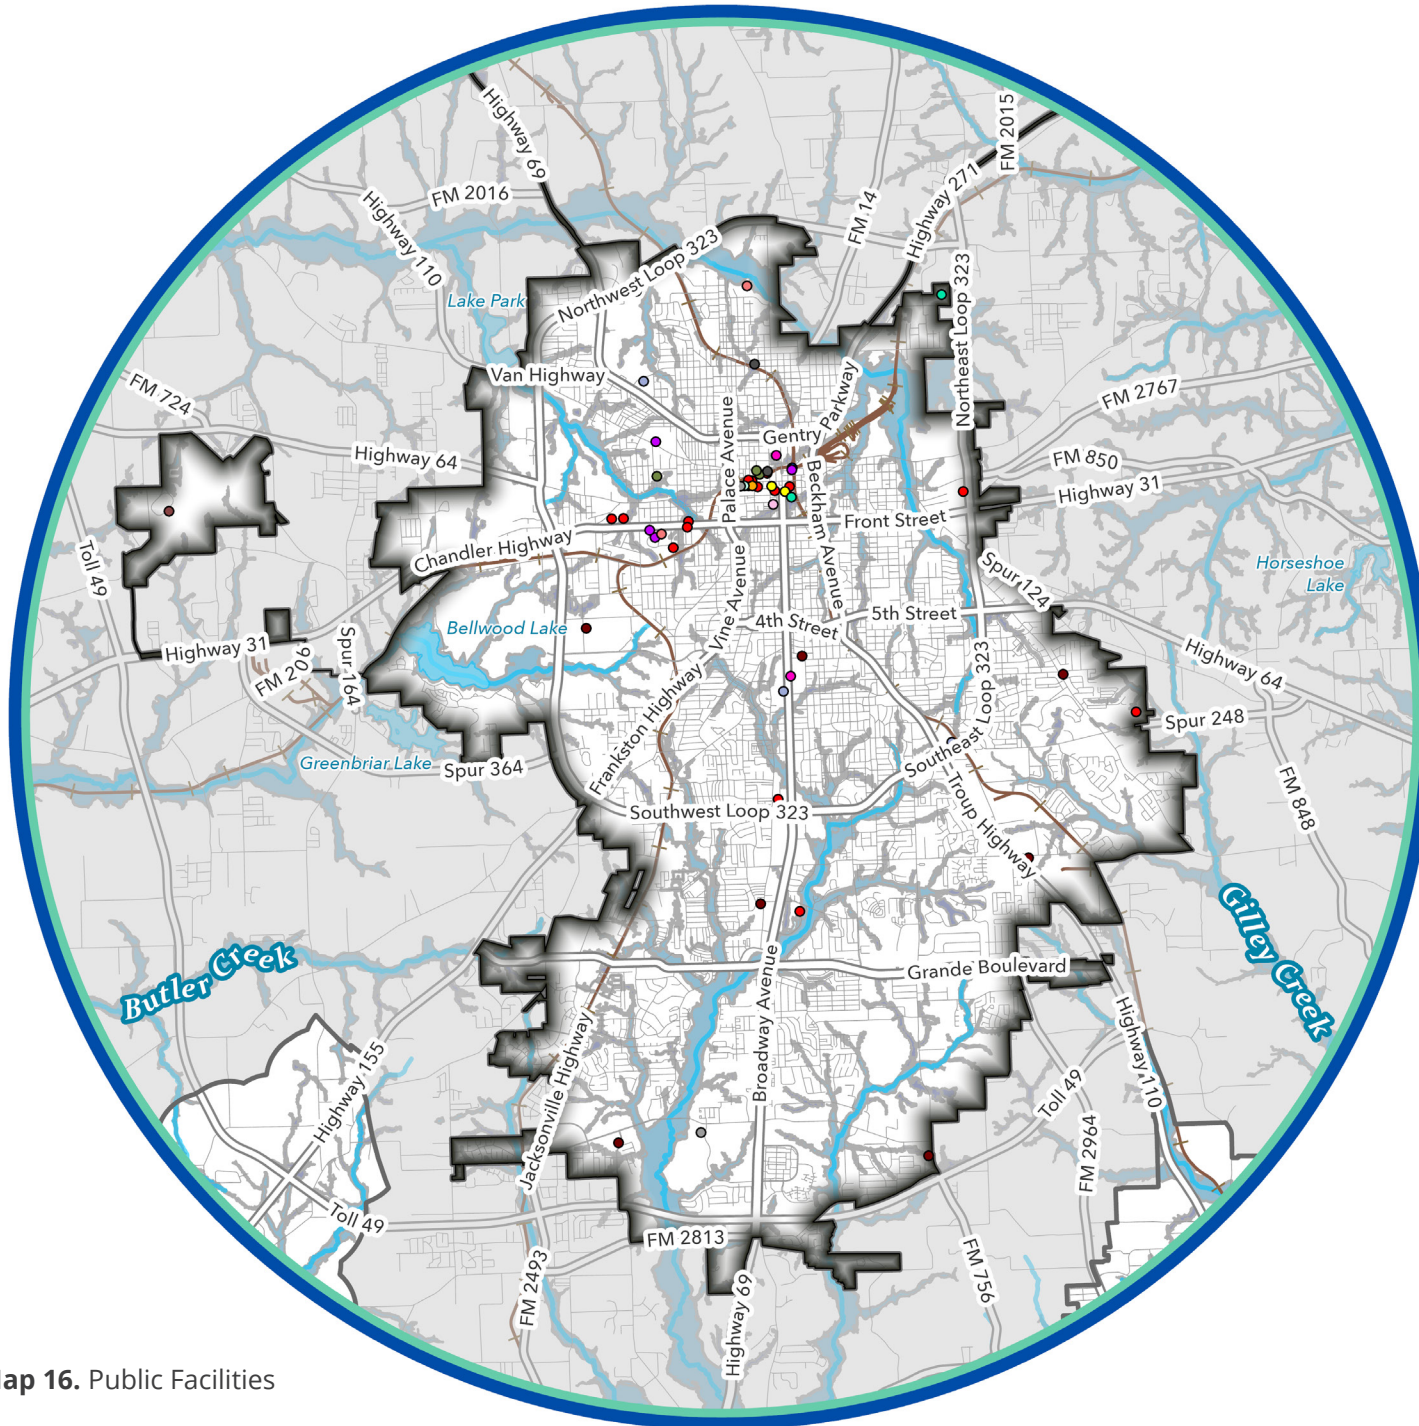 Highway 69
FM 2015
FM 2016
Highway 110
FM 14
Highway 271
Northwest Loop 323
Northeast Loop 323
Lake Park
Van Highway
FM 724
FM 2767
Palace Avenue
Gentry Parkway
Highway 64
FM 850
Highway 31
Beckham Avenue
Front Street
Chandler Highway
Toll 49
Horseshoe
Lake
Spur 124
Vine Avenue
4th Street
5th Street
Bellwood Lake
Highway 31
FM 206
Spur 164
Highway 64
Frankston Highway
Southeast Loop 323
Spur 248
Greenbriar Lake
Spur 364
Troup Highway
FM 848
Southwest Loop 323
Gilley Creek
Butler Creek
Grande Boulevard
Broadway Avenue
Highway 110
Highway 155
Jacksonville Highway
Toll 49
FM 2964
Toll 49
FM 2813
FM 2493
Highway 69
FM 756
Map 16. Public Facilities